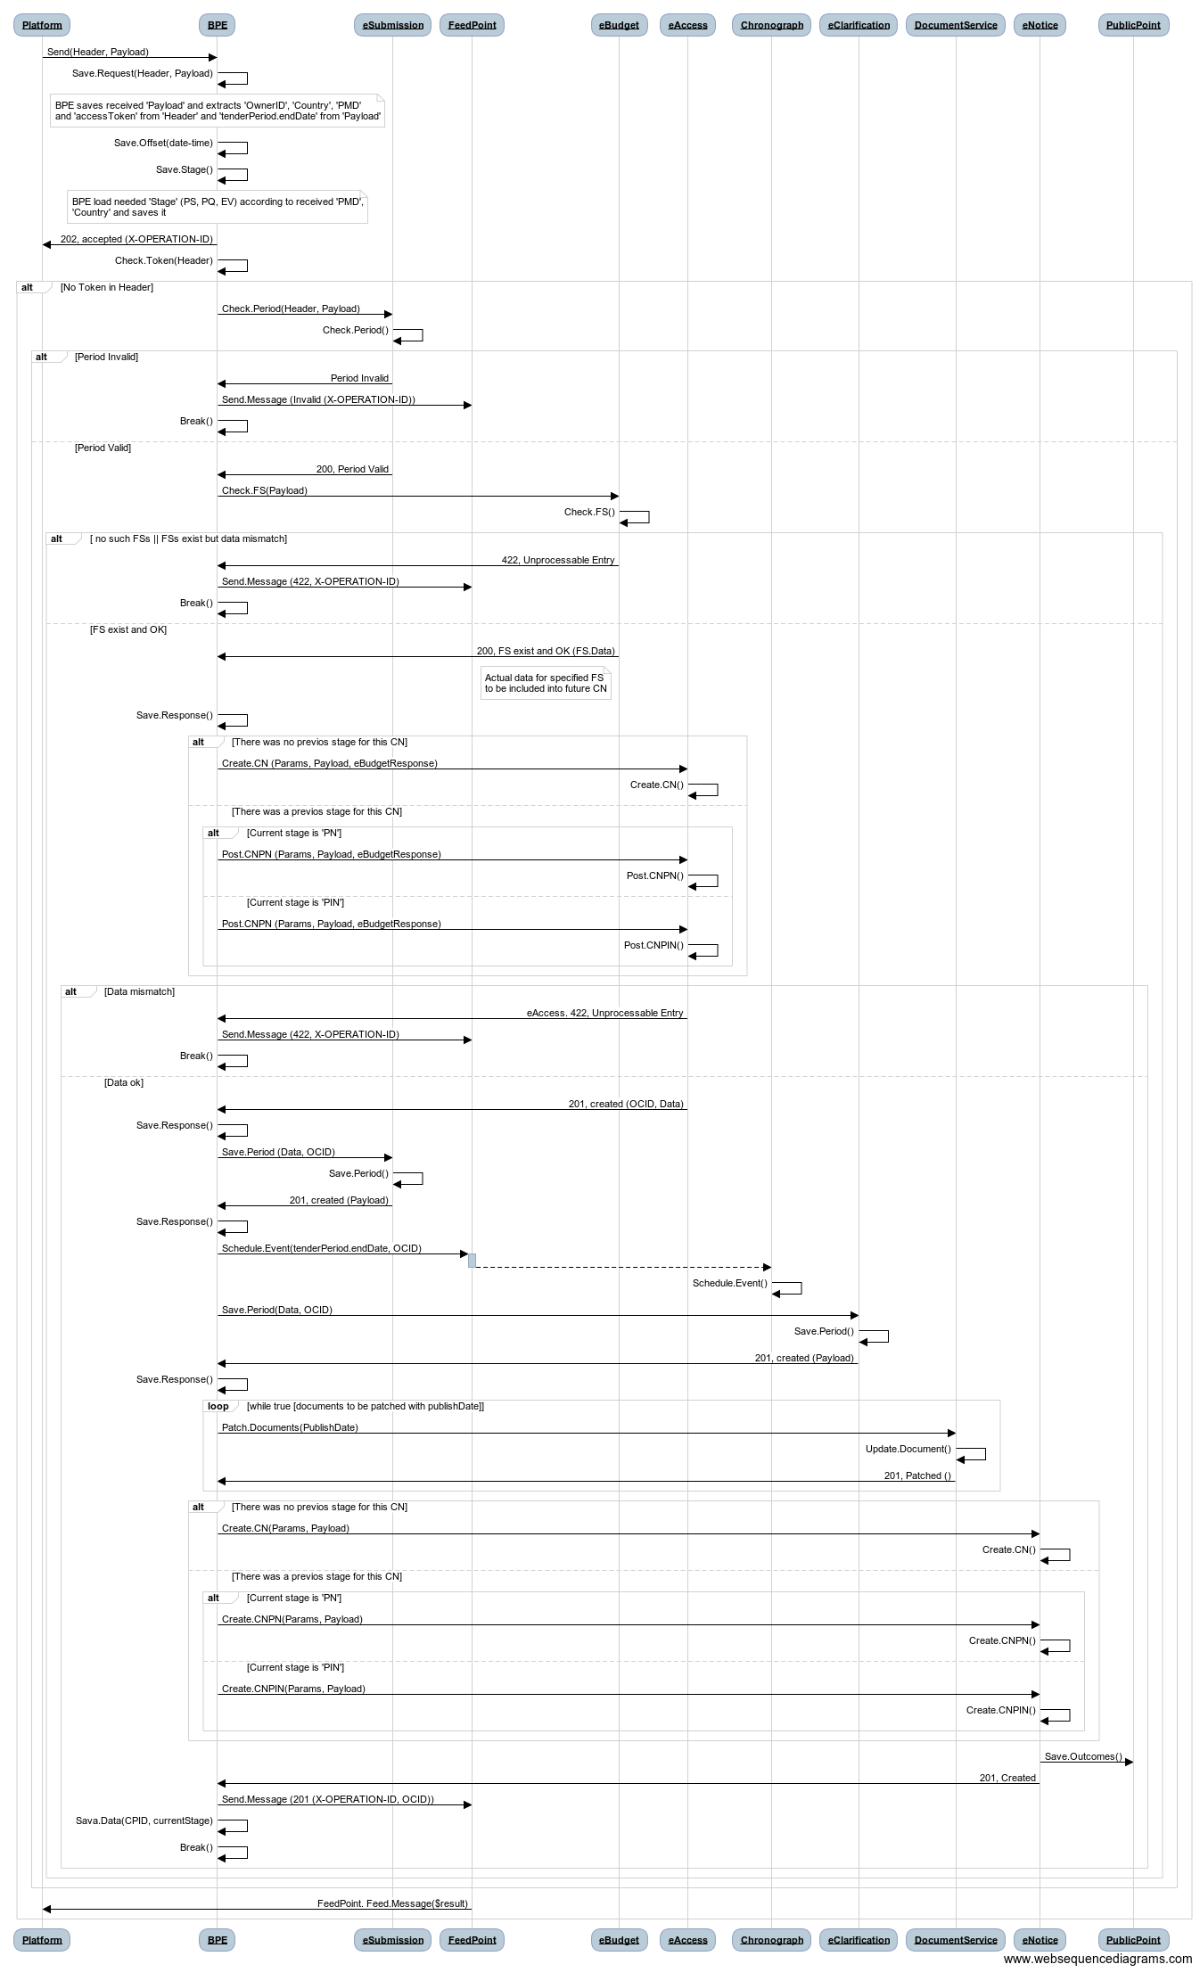 Platform BPE eSubmission FeedPoint eBudget eAccess Chronograph eClarification DocumentService eNotice PublicPoint
Send(Header, Payload)
Save.Request(Header, Payload)
BPE saves received 'Payload' and extracts 'OwnerID', 'Country', 'PMD'
and 'accessToken' from 'Header' and 'tenderPeriod.endDate' from 'Payload'
Save.Offset(date-time)
Save.Stage()
BPE load needed 'Stage' (PS, PQ, EV) according to received 'PMD',
'Country' and saves it
202, accepted (X-OPERATION-ID)
Check.Token(Header)
alt [No Token in Header]
Check.Period(Header, Payload)
Check.Period()
alt [Period Invalid]
Period Invalid
Send.Message (Invalid (X-OPERATION-ID))
Break()
[Period Valid]
200, Period Valid
Check.FS(Payload)
Check.FS()
alt [ no such FSs || FSs exist but data mismatch]
422, Unprocessable Entry
Send.Message (422, X-OPERATION-ID)
Break()
[FS exist and OK]
200, FS exist and OK (FS.Data)
Actual data for specified FS
to be included into future CN
Save.Response()
alt [There was no previos stage for this CN]
Create.CN (Params, Payload, eBudgetResponse)
Create.CN()
[There was a previos stage for this CN]
alt [Current stage is 'PN']
Post.CNPN (Params, Payload, eBudgetResponse)
Post.CNPN()
[Current stage is 'PIN']
Post.CNPN (Params, Payload, eBudgetResponse)
Post.CNPIN()
alt [Data mismatch]
eAccess. 422, Unprocessable Entry
Send.Message (422, X-OPERATION-ID)
Break()
[Data ok]
201, created (OCID, Data)
Save.Response()
Save.Period (Data, OCID)
Save.Period()
201, created (Payload)
Save.Response()
Schedule.Event(tenderPeriod.endDate, OCID)
Schedule.Event()
Save.Period(Data, OCID)
Save.Period()
201, created (Payload)
Save.Response()
loop [while true [documents to be patched with publishDate]]
Patch.Documents(PublishDate)
Update.Document()
201, Patched ()
alt [There was no previos stage for this CN]
Create.CN(Params, Payload)
Create.CN()
[There was a previos stage for this CN]
alt [Current stage is 'PN']
Create.CNPN(Params, Payload)
Create.CNPN()
[Current stage is 'PIN']
Create.CNPIN(Params, Payload)
Create.CNPIN()
Save.Outcomes()
201, Created
Send.Message (201 (X-OPERATION-ID, OCID))
Sava.Data(CPID, currentStage)
Break()
FeedPoint. Feed.Message($result)
Platform BPE eSubmission FeedPoint eBudget eAccess Chronograph eClarification DocumentService eNotice PublicPoint
www.websequencediagrams.com